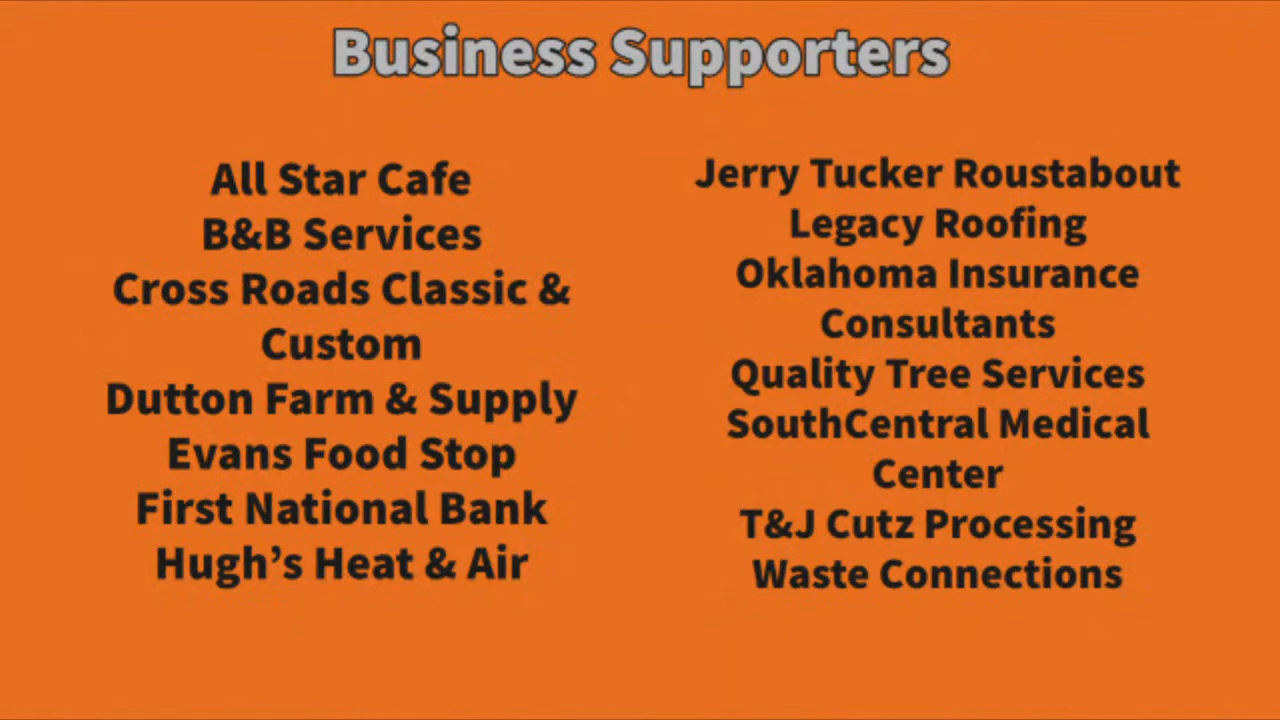 Business Supporters
All Star Cafe
B&B Services
Cross Roads Classic &
Custom
Dutton Farm & Supply
Evans Food Stop
First National Bank
Hugh’s Heat & Air
Jerry Tucker Roustabout
Legacy Roofing
Oklahoma Insurance
Consultants
Quality Tree Services
SouthCentral Medical
Center
T&J Cutz Processing
Waste Connections